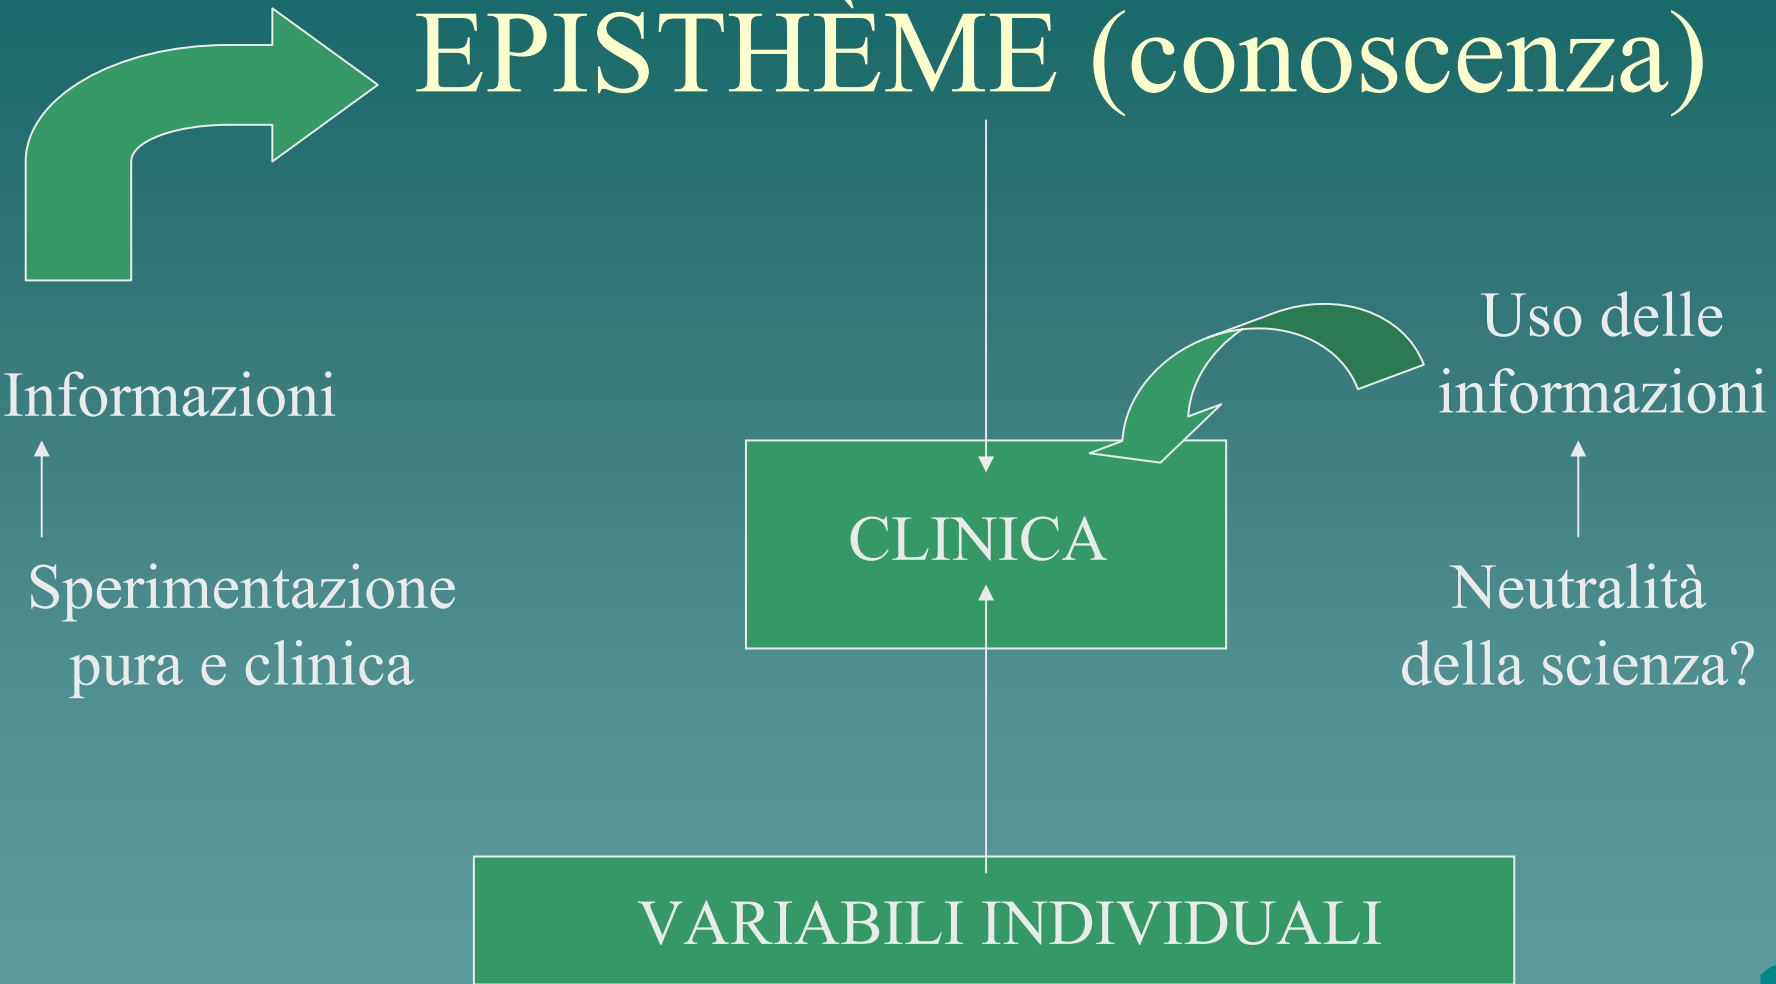 EPISTHÈME (conoscenza)
Informazioni
Sperimentazione
pura e clinica
CLINICA
Uso delle
informazioni
Neutralità
della scienza?
VARIABILI INDIVIDUALI